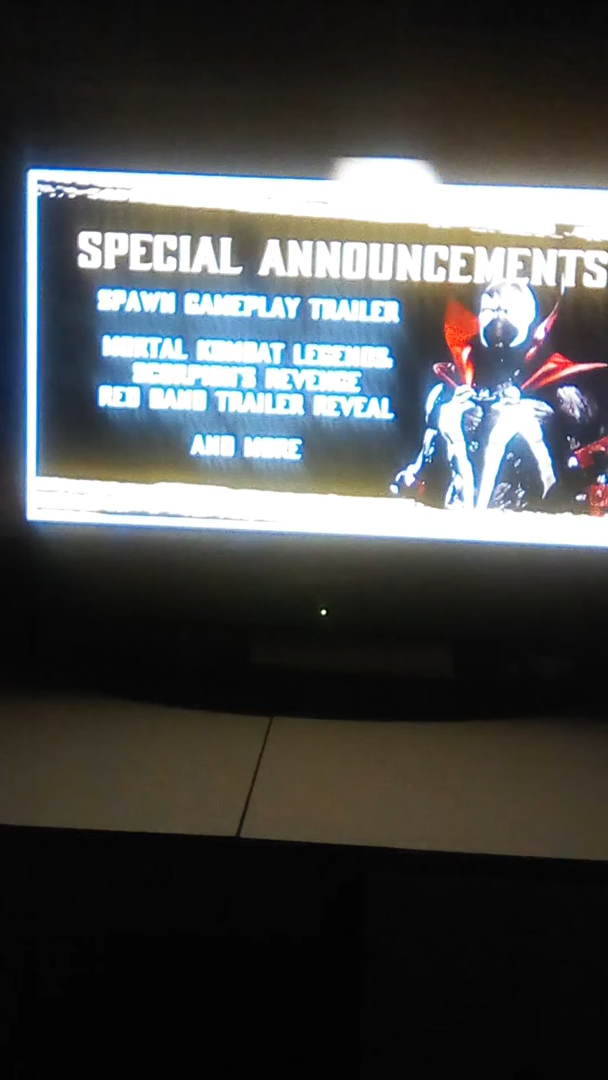 SPECIAL ANNOUNCEMENTS
SPAWN GAMEPLAY TRAILER
MORTAL KOMBAT LEGENDS:
SCORPION'S REVENGE
RED BAND TRAILER REVEAL
AND MORE